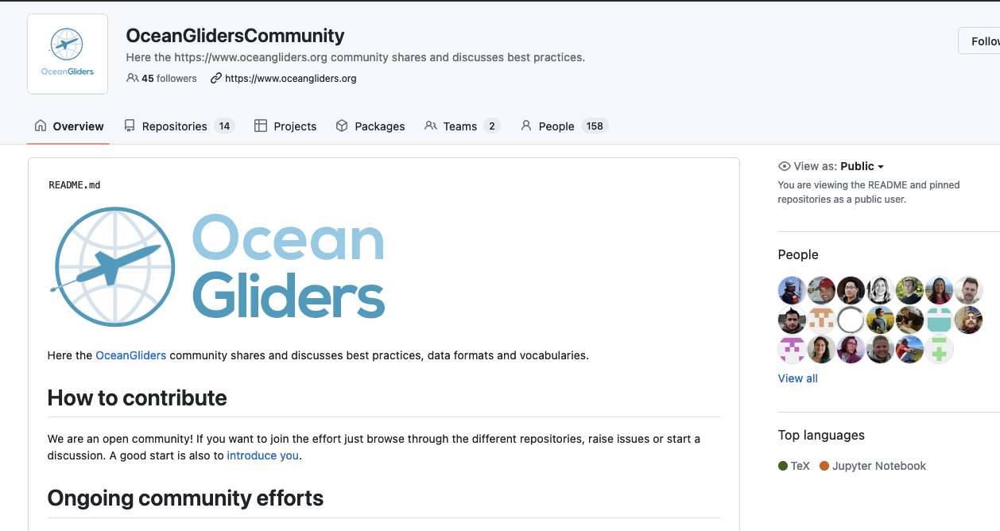 OceanGlidersCommunity
Here the https://www.oceangliders.org community shares and discusses best practices.
45 followers https://www.oceangliders.org
OceanGliders
Follow
Overview Repositories 14 Projects Packages Teams 2 People 158
README.md
Ocean
Gliders
Here the OceanGliders community shares and discusses best practices, data formats and vocabularies.
How to contribute
We are an open community! If you want to join the effort just browse through the different repositories, raise issues or start a
discussion. A good start is also to introduce you.
Ongoing community efforts
View as: Public
You are viewing the README and pinned
repositories as a public user.
People
View all
Top languages
TeX Jupyter Notebook